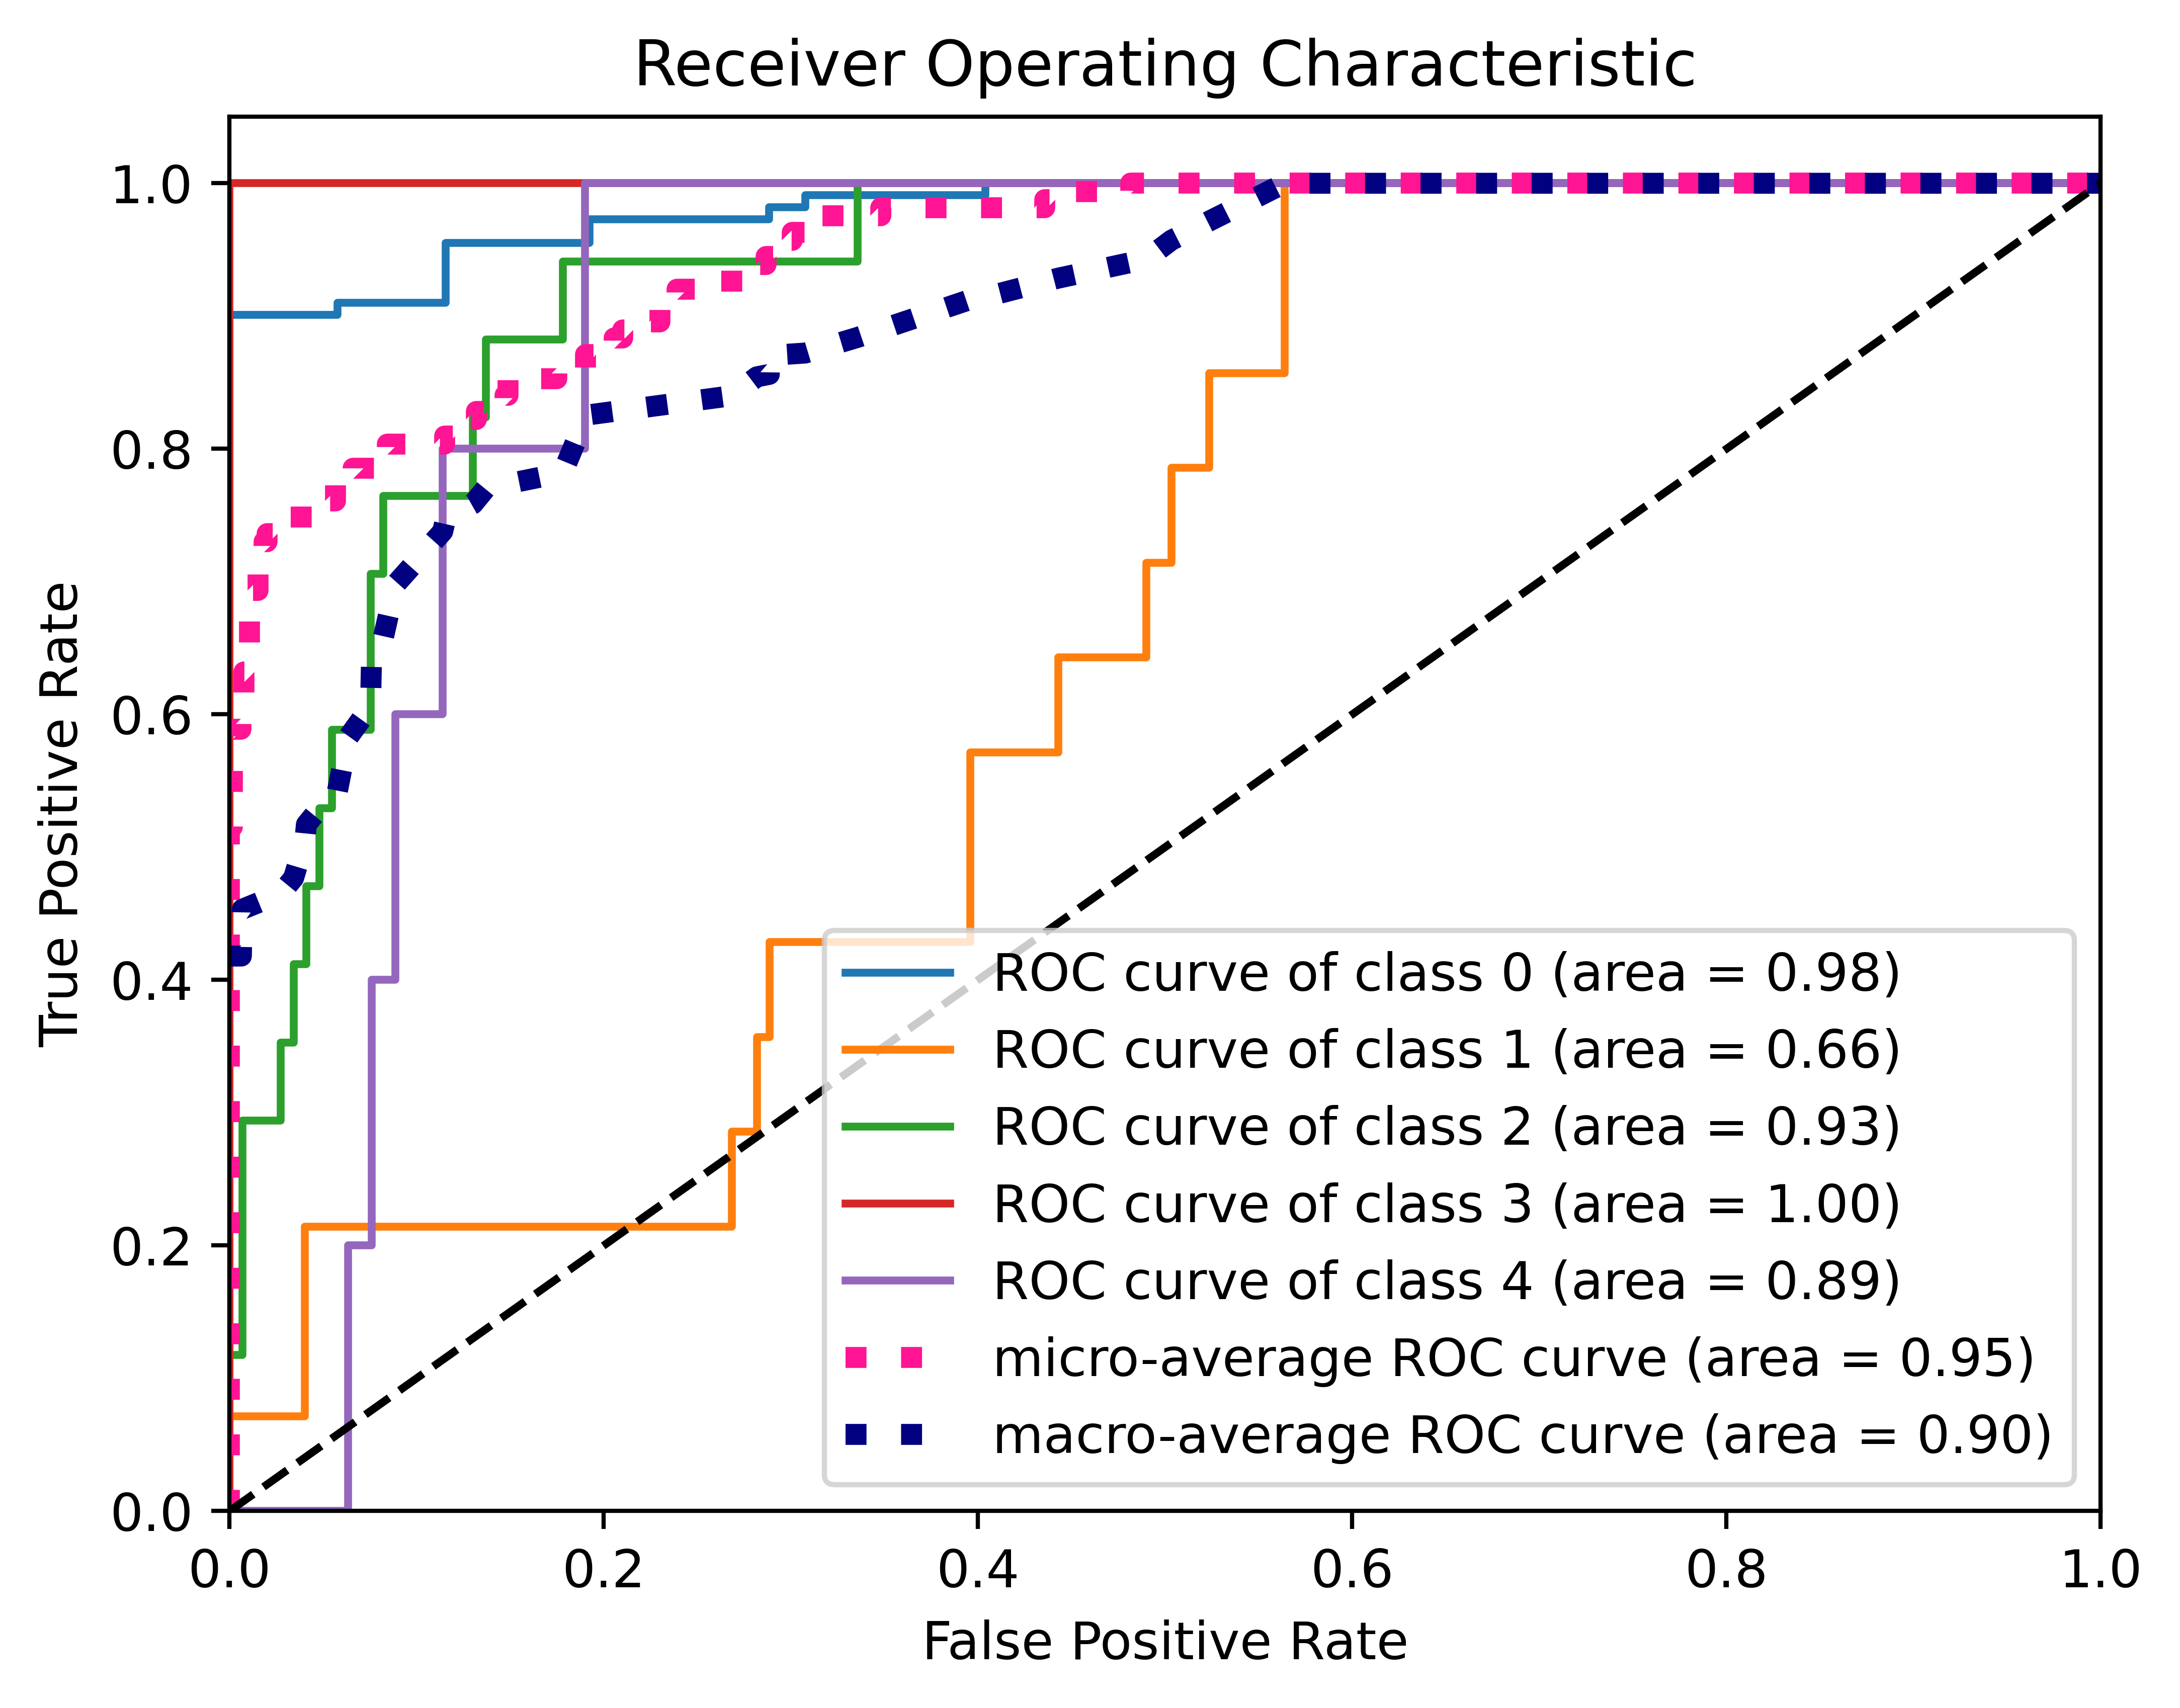 Receiver Operating Characteristic
True Positive Rate
1.0
0.8
0.6
0.4
0.2
0.0
ROC curve of class 0 (area = 0.98)
ROC curve of class 1 (area = 0.66)
ROC curve of class 2 (area = 0.93)
ROC curve of class 3 (area = 1.00)
ROC curve of class 4 (area = 0.89)
micro-average ROC curve (area = 0.95)
macro-average ROC curve (area = 0.90)
0.0 0.2 0.4 0.6 0.8 1.0
False Positive Rate